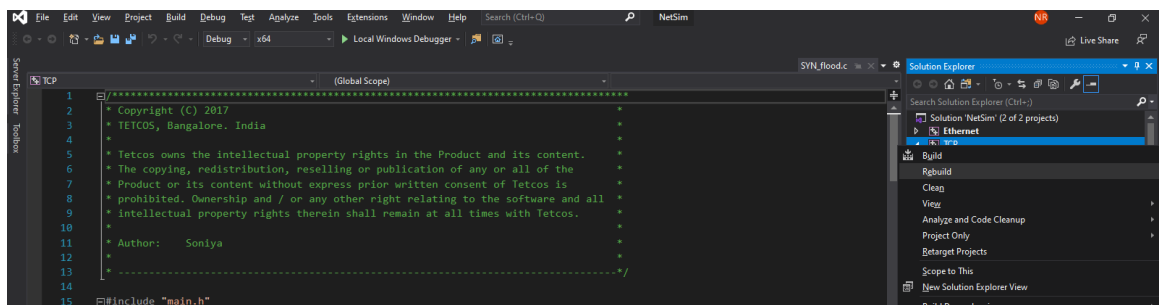 File Edit View Project Build Debug Test Analyze Tools Extensions Window Help Search (Ctrl+Q) NetSim NR
Debug x64 Local Windows Debugger Live Share
SYN_flood.c
TCP (Global Scope)
Server Explorer
Toolbox
1 /***********************************************************************************
2 * Copyright (C) 2017 *
3 * TETCOS, Bangalore. India *
4 * *
5 * Tetcos owns the intellectual property rights in the Product and its content. *
6 * The copying, redistribution, reselling or publication of any or all of the *
7 * Product or its content without express prior written consent of Tetcos is *
8 * prohibited. Ownership and / or any other right relating to the software and all *
9 * intellectual property rights therein shall remain at all times with Tetcos. *
10 * *
11 * Author: Soniya *
12 * *
13 * ---------------------------------------------------------------------------------*/
14
15 #include "main.h"
Solution Explorer
Search Solution Explorer (Ctrl+;)
Solution 'NetSim' (2 of 2 projects)
Ethernet
TCP
Build
Rebuild
Clean
View
Analyze and Code Cleanup
Project Only
Retarget Projects
Scope to This
New Solution Explorer View